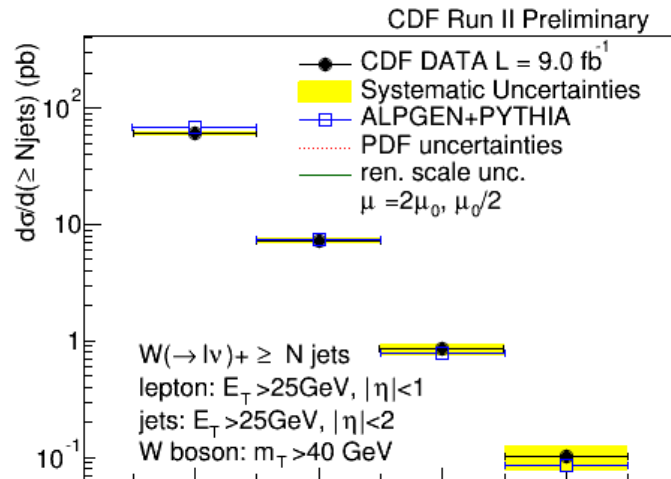 CDF Run II Preliminary
dσ/d(≥ Njets) (pb)
10²
10
1
10⁻¹
CDF DATA L = 9.0 fb⁻¹
Systematic Uncertainties
ALPGEN+PYTHIA
PDF uncertainties
ren. scale unc.
μ =2μ₀, μ₀/2
W(→ lν)+ ≥ N jets
lepton: E_T >25GeV, |η|<1
jets: E_T >25GeV, |η|<2
W boson: m_T >40 GeV